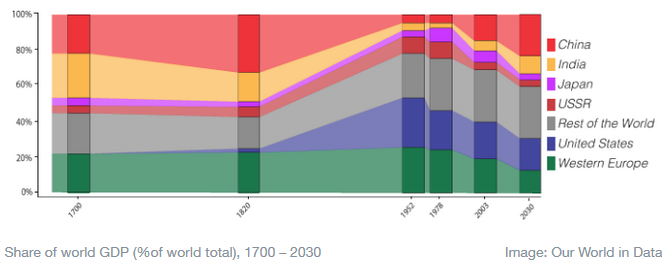 100%
80%
60%
40%
20%
0%
1700
1820
1952
1978
2003
2030
China
India
Japan
USSR
Rest of the World
United States
Western Europe
Share of world GDP (%of world total), 1700 – 2030
Image: Our World in Data